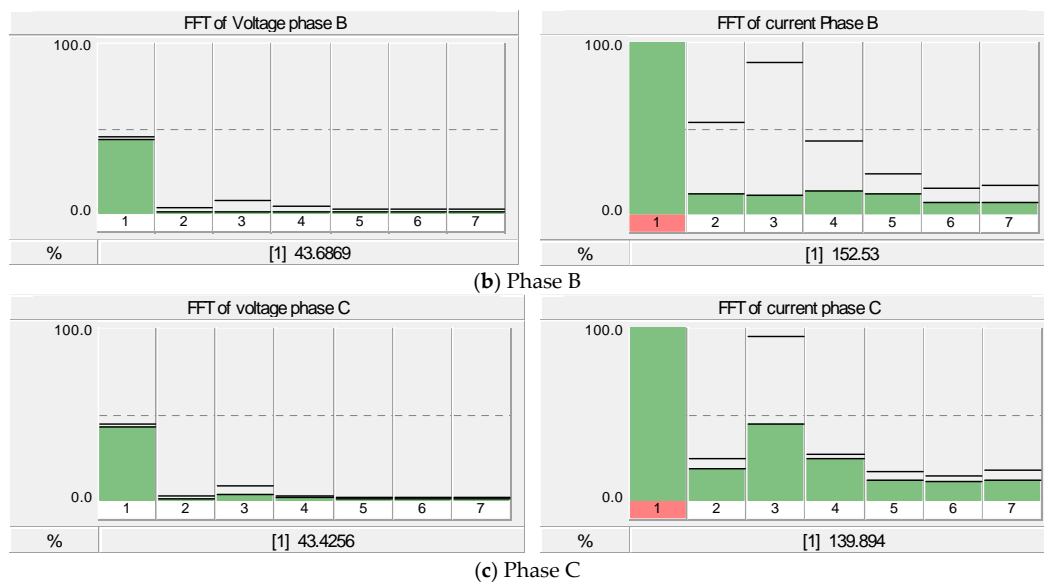 FFT of Voltage phase B
100.0
0.0
1 2 3 4 5 6 7
% [1] 43.6869
FFT of current Phase B
100.0
0.0
1 2 3 4 5 6 7
% [1] 152.53
(b) Phase B
FFT of voltage phase C
100.0
0.0
1 2 3 4 5 6 7
% [1] 43.4256
FFT of current phase C
100.0
0.0
1 2 3 4 5 6 7
% [1] 139.894
(c) Phase C